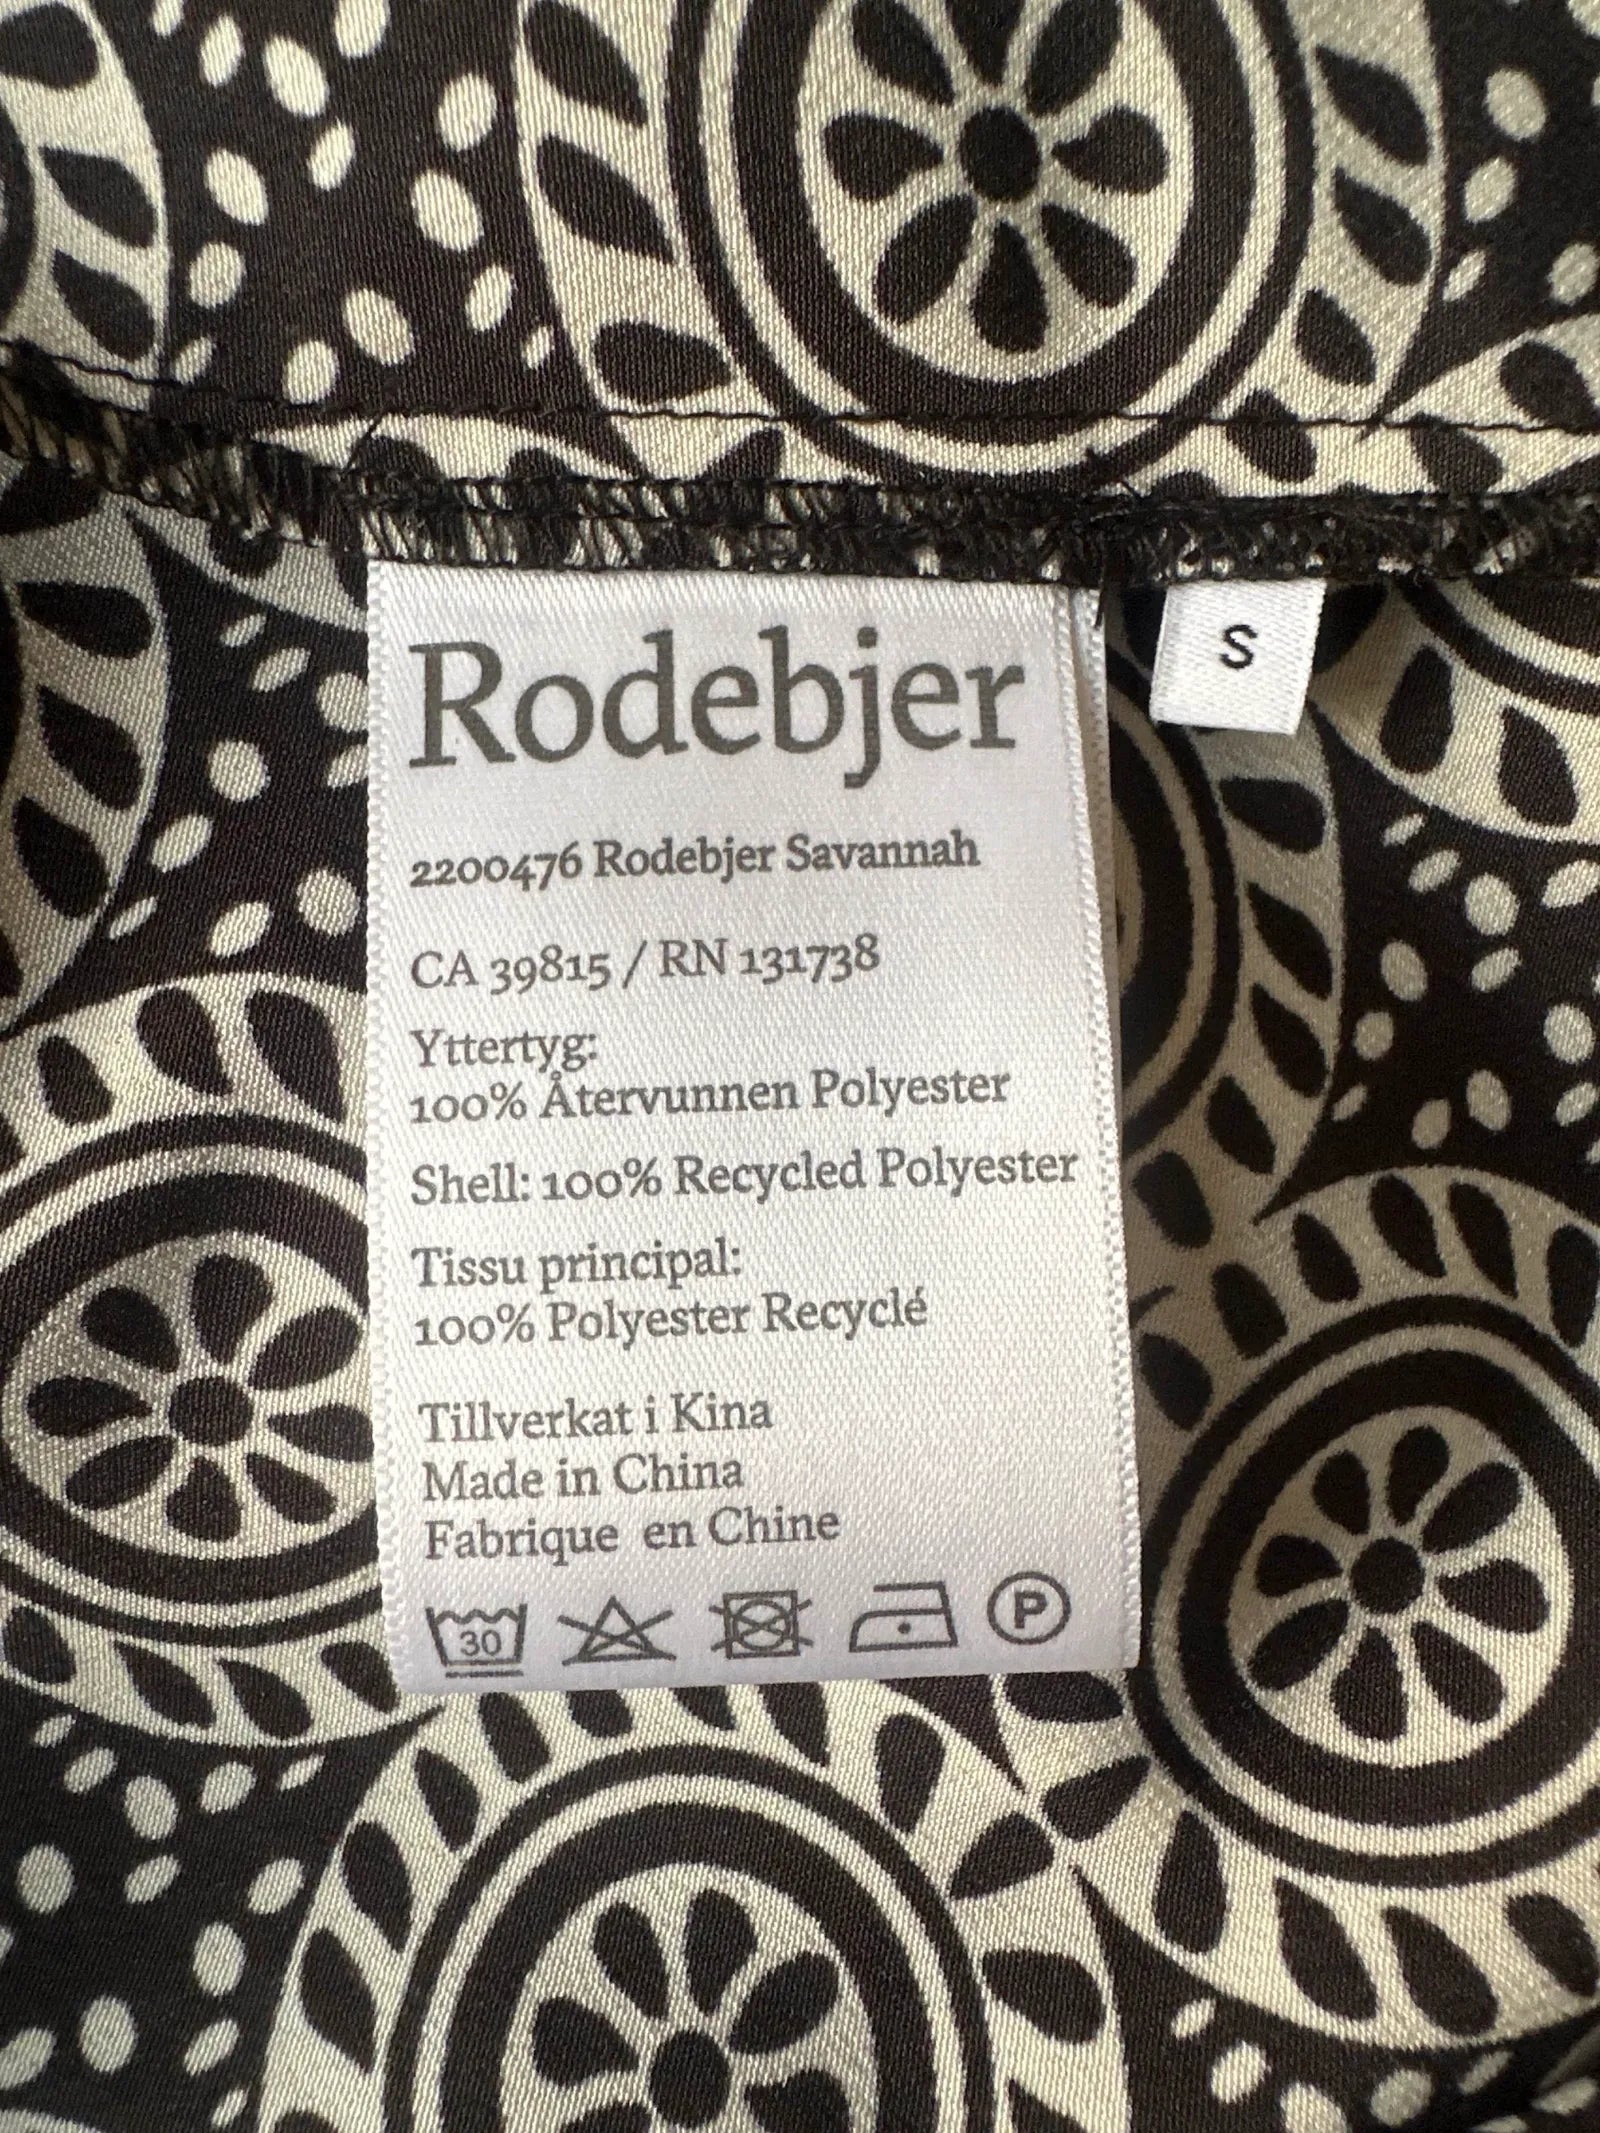 Rodebjer
S
2200476 Rodebjer Savannah
CA 39815 / RN 131738
Yttertyg:
100% Återvunnen Polyester
Shell: 100% Recycled Polyester
Tissu principal:
100% Polyester Recyclé
Tillverkat i Kina
Made in China
Fabrique en Chine
30
P